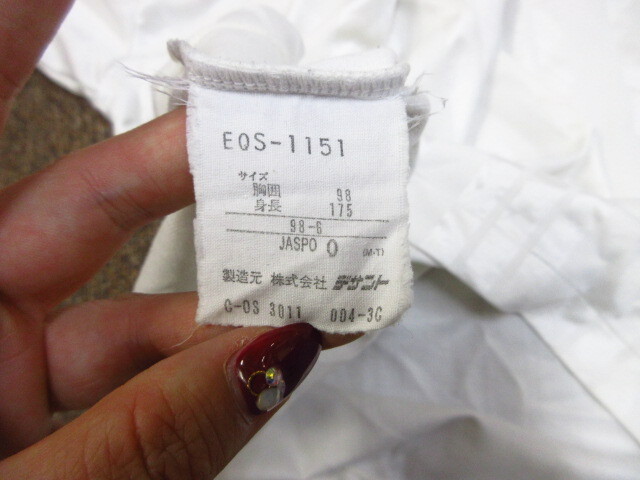 EQS-1151
サイズ
胸囲 98
身長 175
98-6
JASPO O (M・T)
製造元 株式会社 デサント
C-OS 3011 004-3C